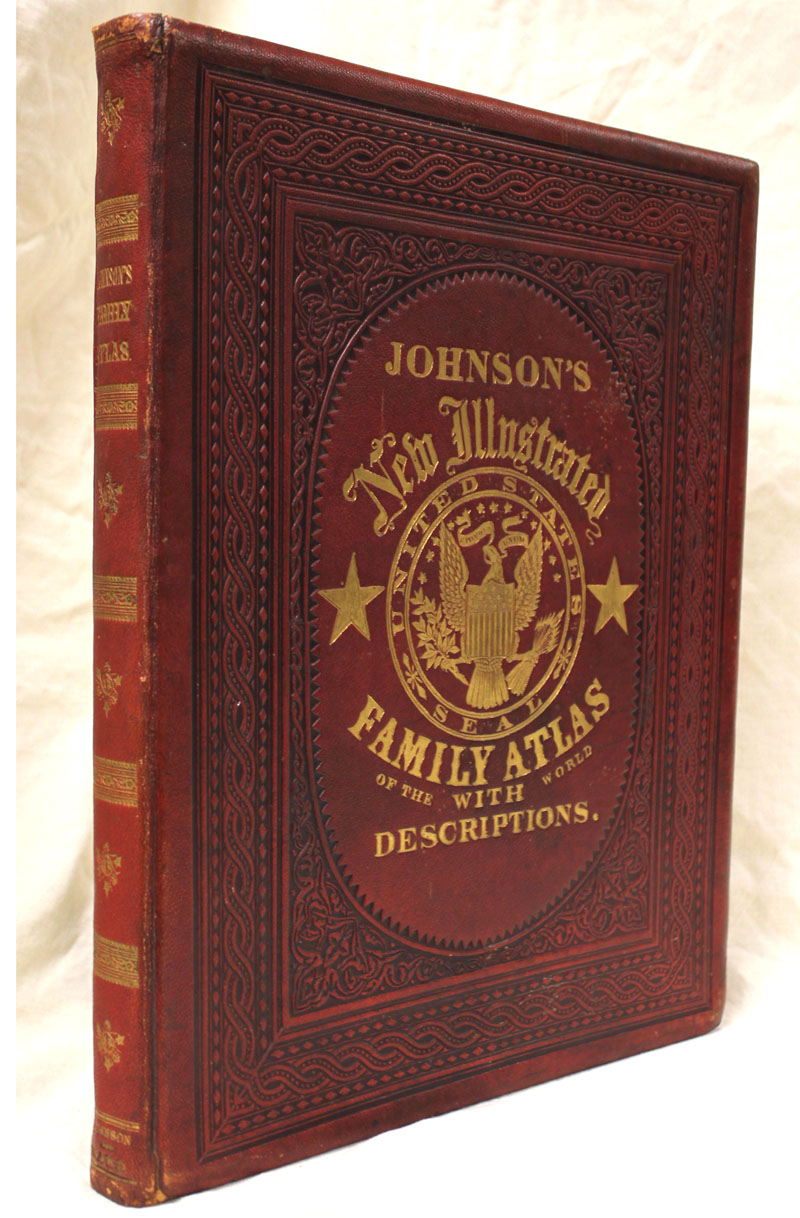 JOHNSON'S
FAMILY
ATLAS.
JOHNSON'S
New Illustrated
UNITED STATES
SEAL
FAMILY ATLAS
OF THE WORLD
WITH
DESCRIPTIONS.